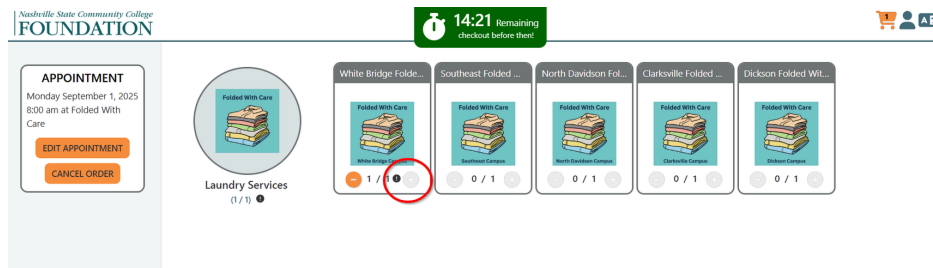 Nashville State Community College
FOUNDATION
14:21 Remaining
checkout before then!
1
A
APPOINTMENT
Monday September 1, 2025
8:00 am at Folded With
Care
EDIT APPOINTMENT
CANCEL ORDER
Folded With Care
Laundry Services
(1 / 1)
White Bridge Folde...
Folded With Care
White Bridge Campus
1 / 1
Southeast Folded ...
Folded With Care
Southeast Campus
0 / 1
North Davidson Fol...
Folded With Care
North Davidson Campus
0 / 1
Clarksville Folded ...
Folded With Care
Clarksville Campus
0 / 1
Dickson Folded Wit...
Folded With Care
Dickson Campus
0 / 1